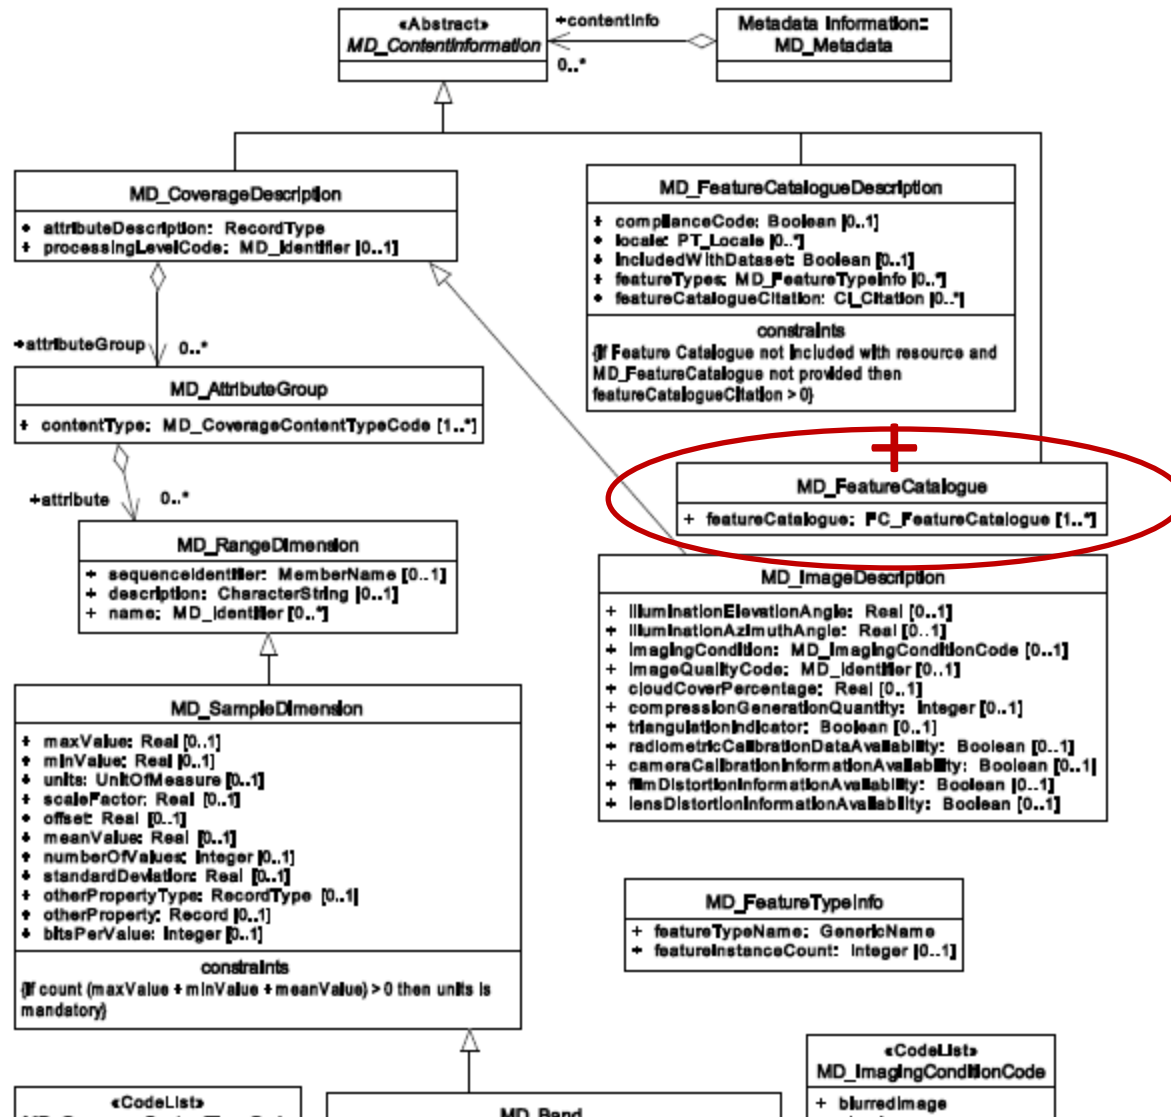 «Abstract»
MD_ContentInformation
+contentInfo
0..*
Metadata Information::
MD_Metadata
MD_CoverageDescription
+ attributeDescription: RecordType
+ processingLevelCode: MD_Identifier [0..1]
MD_FeatureCatalogueDescription
+ complianceCode: Boolean [0..1]
+ locale: PT_Locale [0..*]
+ includedWithDataset: Boolean [0..1]
+ featureTypes: MD_FeatureTypeInfo [0..*]
+ featureCatalogueCitation: CI_Citation [0..*]
constraints
{if Feature Catalogue not included with resource and
MD_FeatureCatalogue not provided then
featureCatalogueCitation > 0}
+attributeGroup
0..*
MD_AttributeGroup
+ contentType: MD_CoverageContentTypeCode [1..*]
+attribute
0..*
MD_FeatureCatalogue
+ featureCatalogue: FC_FeatureCatalogue [1..*]
MD_RangeDimension
+ sequenceIdentifier: MemberName [0..1]
+ description: CharacterString [0..1]
+ name: MD_Identifier [0..*]
MD_ImageDescription
+ illuminationElevationAngle: Real [0..1]
+ illuminationAzimuthAngle: Real [0..1]
+ imagingCondition: MD_ImagingConditionCode [0..1]
+ imageQualityCode: MD_Identifier [0..1]
+ cloudCoverPercentage: Real [0..1]
+ compressionGenerationQuantity: Integer [0..1]
+ triangulationIndicator: Boolean [0..1]
+ radiometricCalibrationDataAvailability: Boolean [0..1]
+ cameraCalibrationInformationAvailability: Boolean [0..1]
+ filmDistortionInformationAvailability: Boolean [0..1]
+ lensDistortionInformationAvailability: Boolean [0..1]
MD_SampleDimension
+ maxValue: Real [0..1]
+ minValue: Real [0..1]
+ units: UnitOfMeasure [0..1]
+ scaleFactor: Real [0..1]
+ offset: Real [0..1]
+ meanValue: Real [0..1]
+ numberOfValues: Integer [0..1]
+ standardDeviation: Real [0..1]
+ otherPropertyType: RecordType [0..1]
+ otherProperty: Record [0..1]
+ bitsPerValue: Integer [0..1]
constraints
{if count (maxValue + minValue + meanValue) > 0 then units is
mandatory}
MD_FeatureTypeInfo
+ featureTypeName: GenericName
+ featureInstanceCount: Integer [0..1]
«CodeList»
MD_ImagingConditionCode
+ blurredImage
«CodeList»
MD_Band